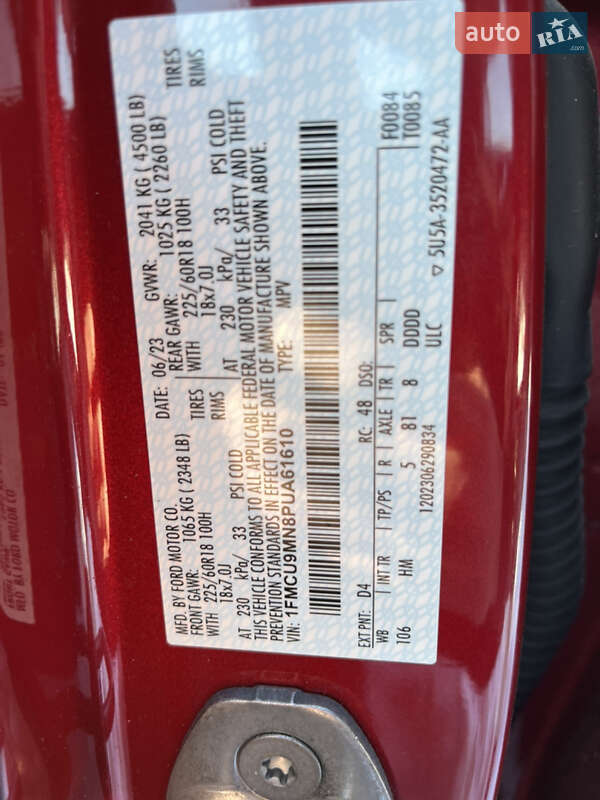 auto RIA.com
MFD. BY FORD MOTOR CO. DATE: 06/23 GVWR: 2041 KG ( 4500 LB)
FRONT GAWR: 1065 KG ( 2348 LB) REAR GAWR: 1025 KG ( 2260 LB)
WITH 225/60R18 100H TIRES WITH 225/60R18 100H TIRES
18x7.0J RIMS 18x7.0J RIMS
AT 230 kPa/ 33 PSI COLD AT 230 kPa/ 33 PSI COLD
THIS VEHICLE CONFORMS TO ALL APPLICABLE FEDERAL MOTOR VEHICLE SAFETY AND THEFT
PREVENTION STANDARDS IN EFFECT ON THE DATE OF MANUFACTURE SHOWN ABOVE.
VIN: 1FMCU9MN8PUA61610 TYPE: MPV
EXT PNT: D4 RC: 48 DSO: F0084
WB INT TR TP/PS R AXLE TR SPR T0085
106 HM 5 81 8 DDDD
1202306290834 ULC
▽ 5U5A-3520472-AA